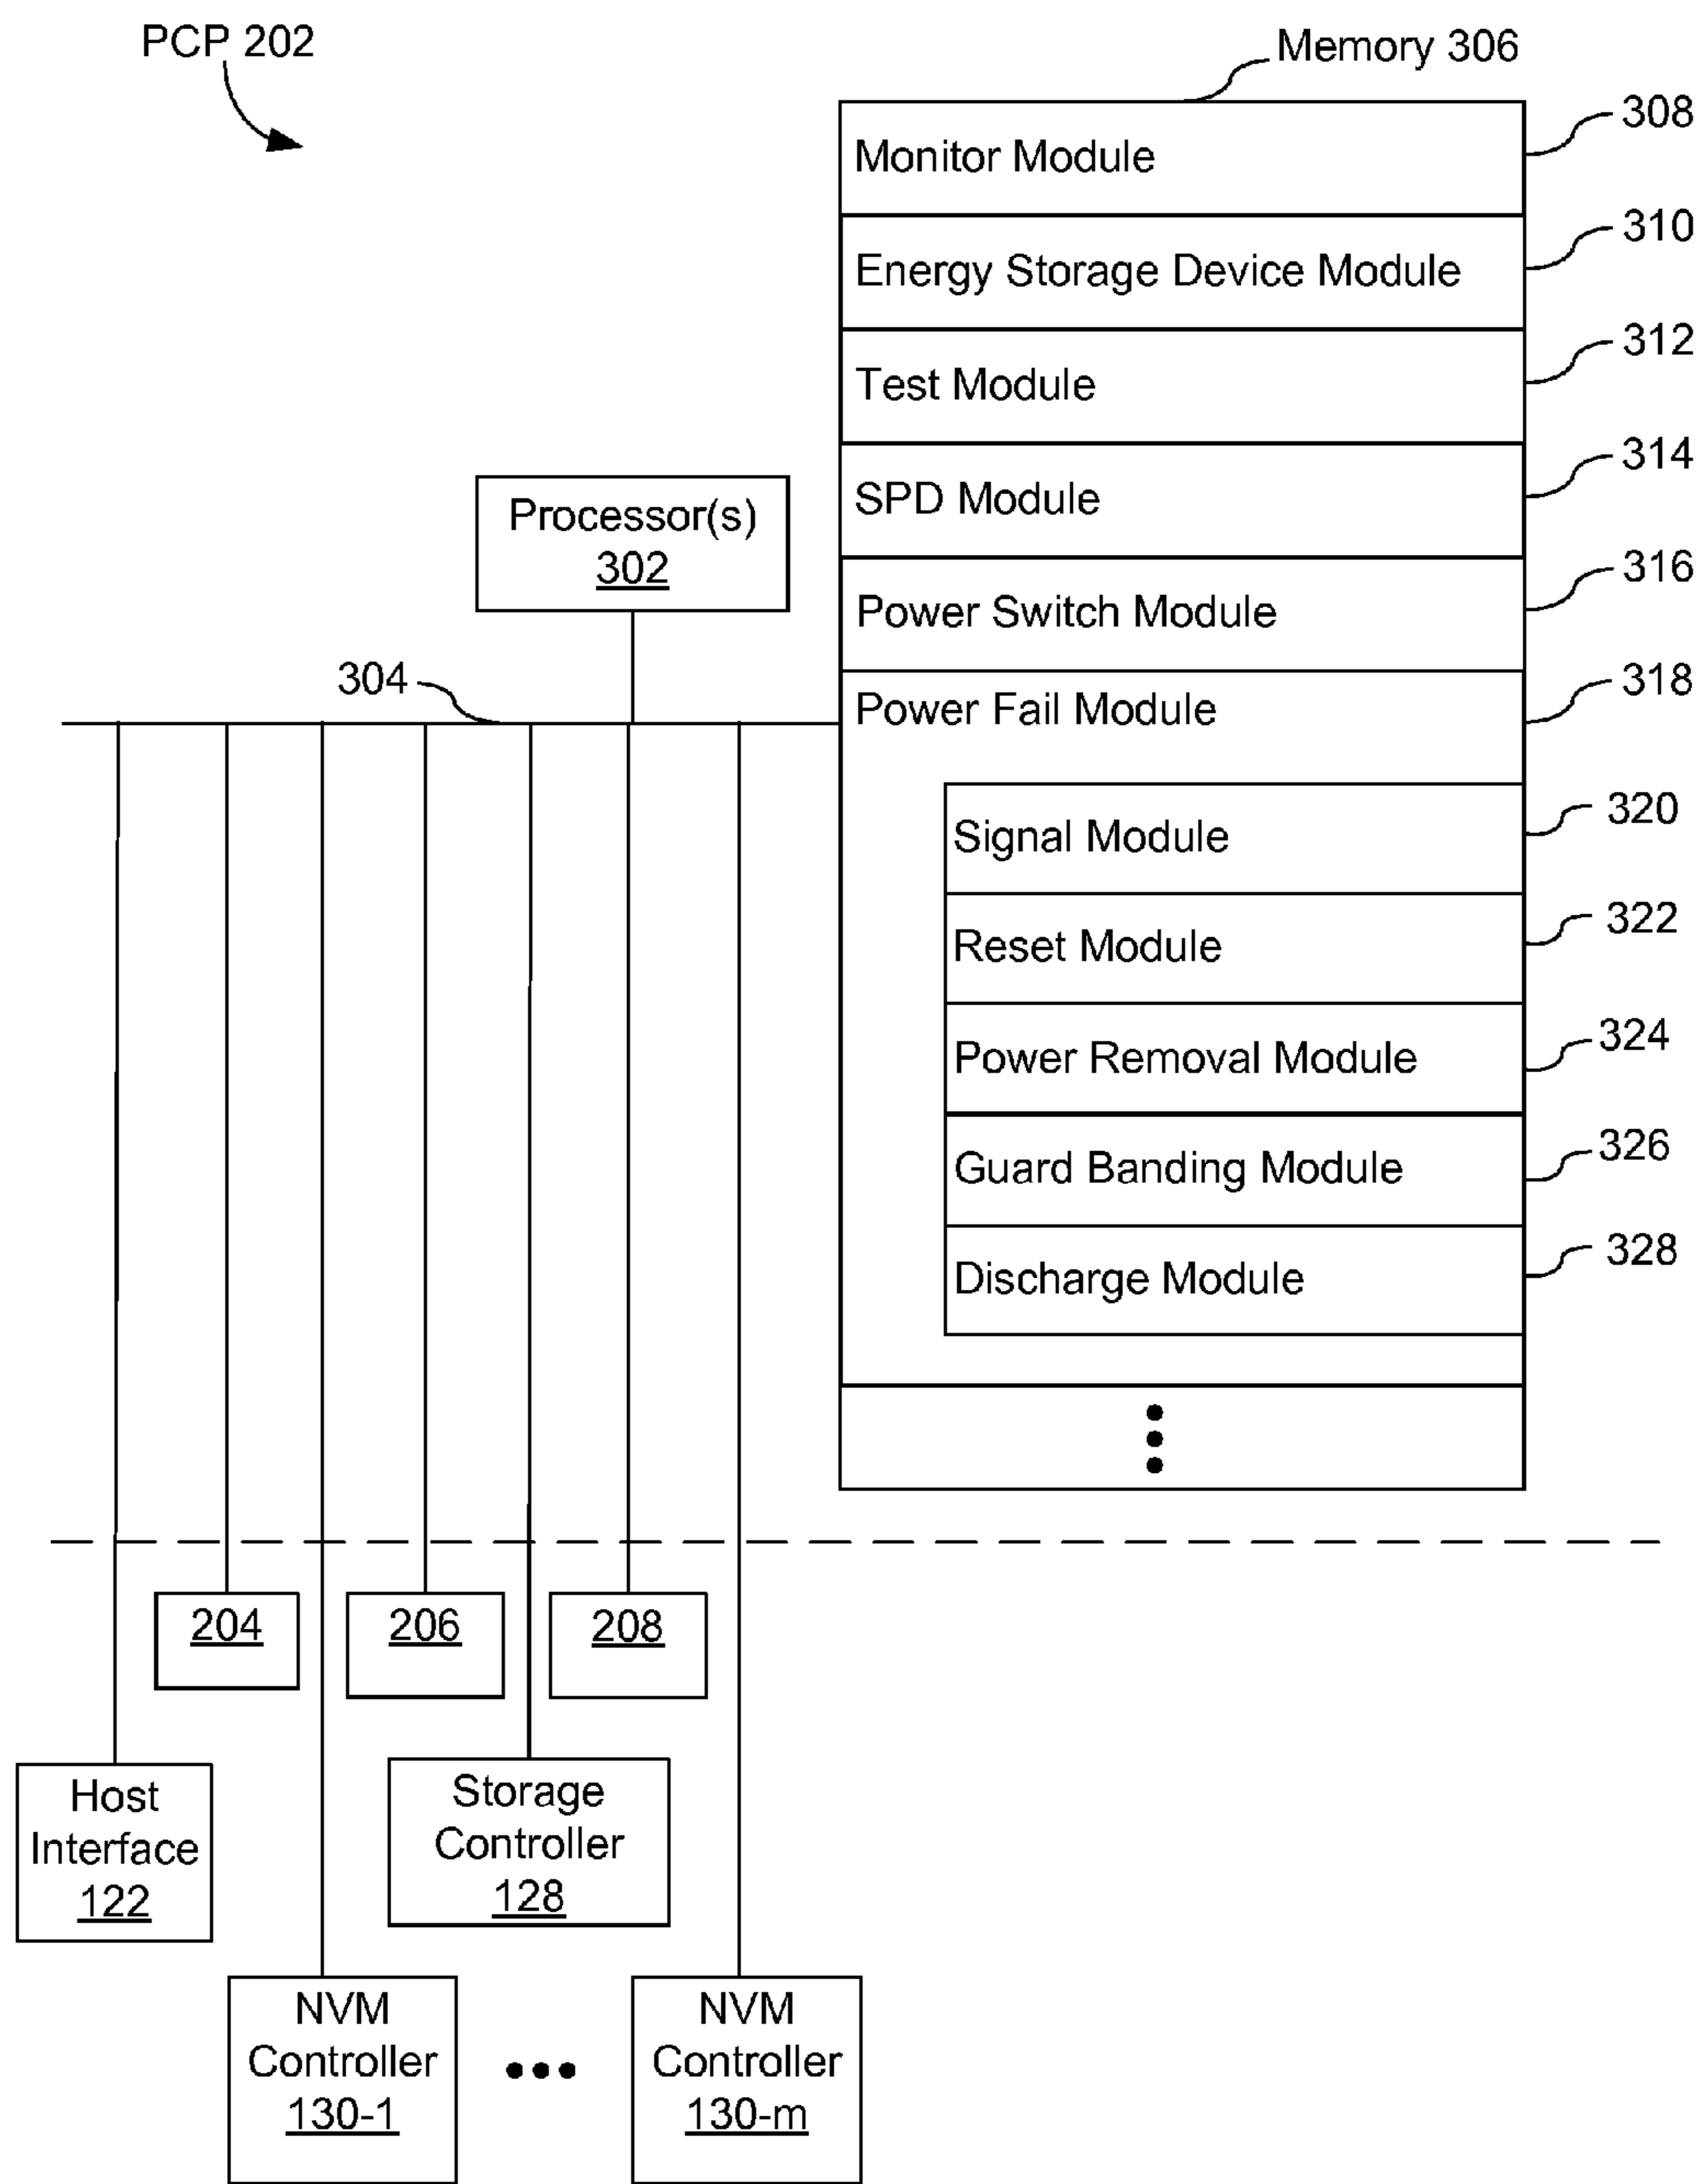 PCP 202
Memory 306
Monitor Module
308
Energy Storage Device Module
310
Test Module
312
SPD Module
314
Processor(s)
302
Power Switch Module
316
304
Power Fail Module
318
Signal Module
320
Reset Module
322
Power Removal Module
324
Guard Banding Module
326
Discharge Module
328
204
206
208
Host
Interface
122
Storage
Controller
128
NVM
Controller
130-1
NVM
Controller
130-m